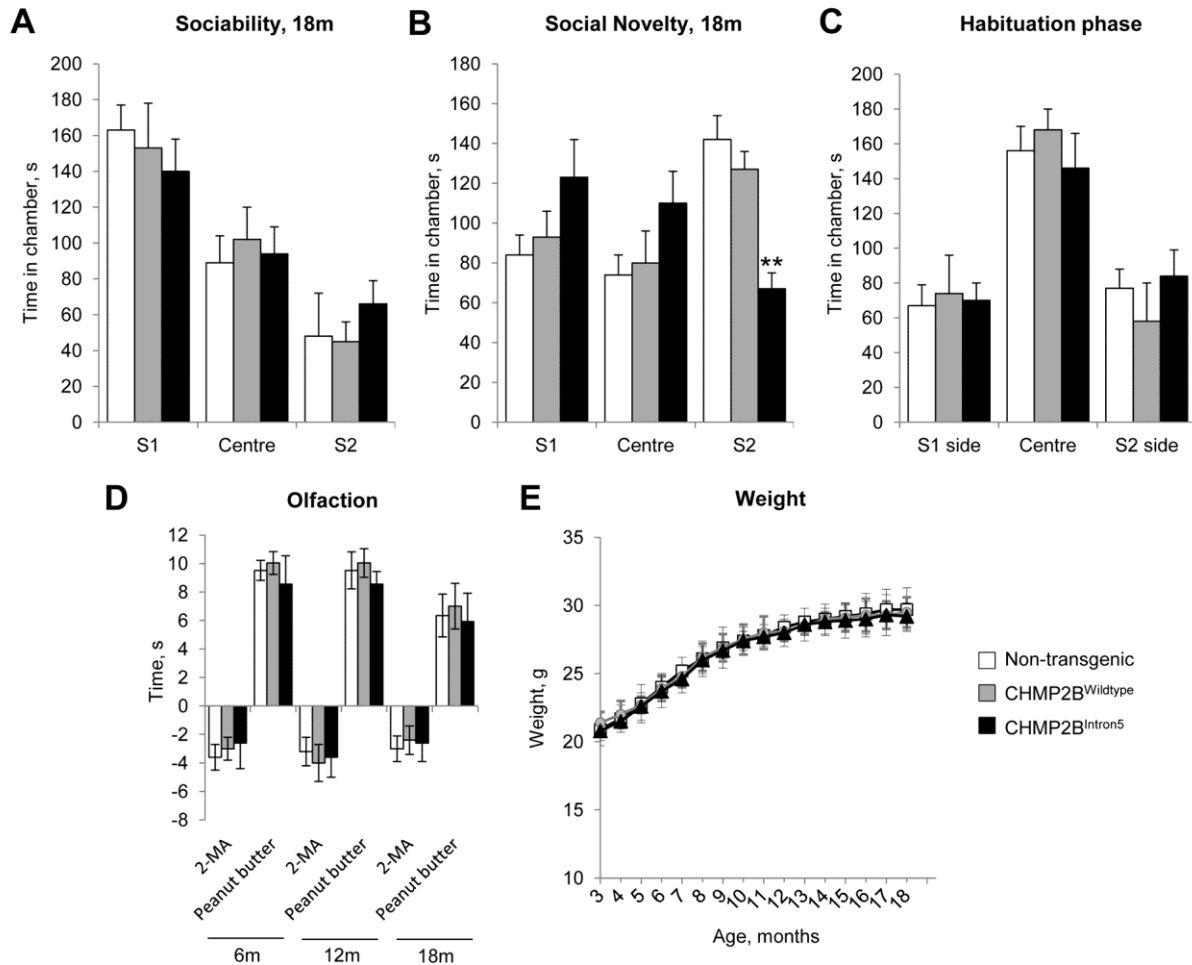 A
Sociability, 18m
Time in chamber, s
200
180
160
140
120
100
80
60
40
20
0
S1 Centre S2
B
Social Novelty, 18m
Time in chamber, s
180
160
140
120
100
80
60
40
20
0
**
S1 Centre S2
C
Habituation phase
Time in chamber, s
200
180
160
140
120
100
80
60
40
20
0
S1 side Centre S2 side
D
Olfaction
Time, s
12
10
8
6
4
2
0
-2
-4
-6
-8
2-MA Peanut butter 2-MA Peanut butter 2-MA Peanut butter
6m 12m 18m
E
Weight
Weight, g
35
30
25
20
15
10
3 4 5 6 7 8 9 10 11 12 13 14 15 16 17 18
Age, months
Non-transgenic
CHMP2BWildtype
CHMP2BIntron5